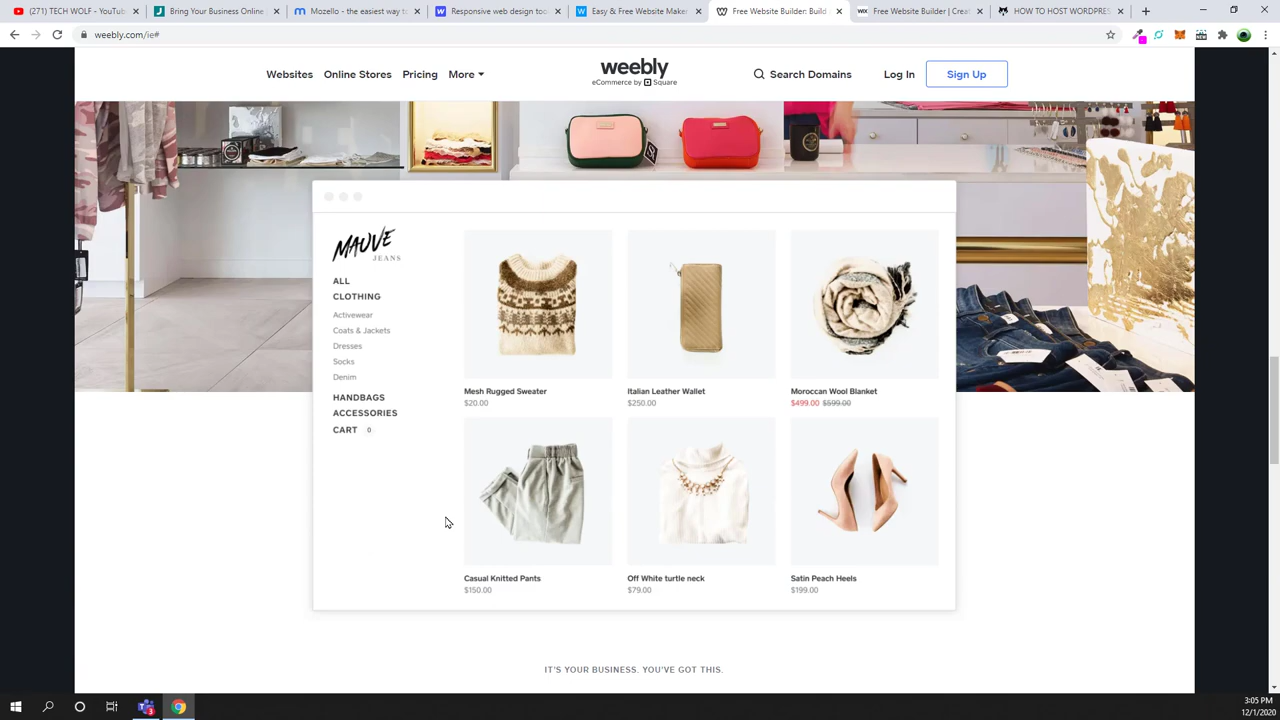 (271) TECH WOLF - YouTub
Bring Your Business Online
Mozello - the easiest way to
Responsive web design too
Easy & Free Website Maker
Free Website Builder: Build
Free Website Builder | Creat
HOW TO HOST WORDPRES
weebly.com/ie#
Websites Online Stores Pricing More
weebly
eCommerce by Square
Search Domains Log In Sign Up
MAUVE
JEANS
ALL
CLOTHING
Activewear
Coats & Jackets
Dresses
Socks
Denim
HANDBAGS
ACCESSORIES
CART 0
Mesh Rugged Sweater
$20.00
Italian Leather Wallet
$250.00
Moroccan Wool Blanket
$499.00 $599.00
Casual Knitted Pants
$150.00
Off White turtle neck
$79.00
Satin Peach Heels
$199.00
IT'S YOUR BUSINESS. YOU'VE GOT THIS.
3:05 PM
12/1/2020